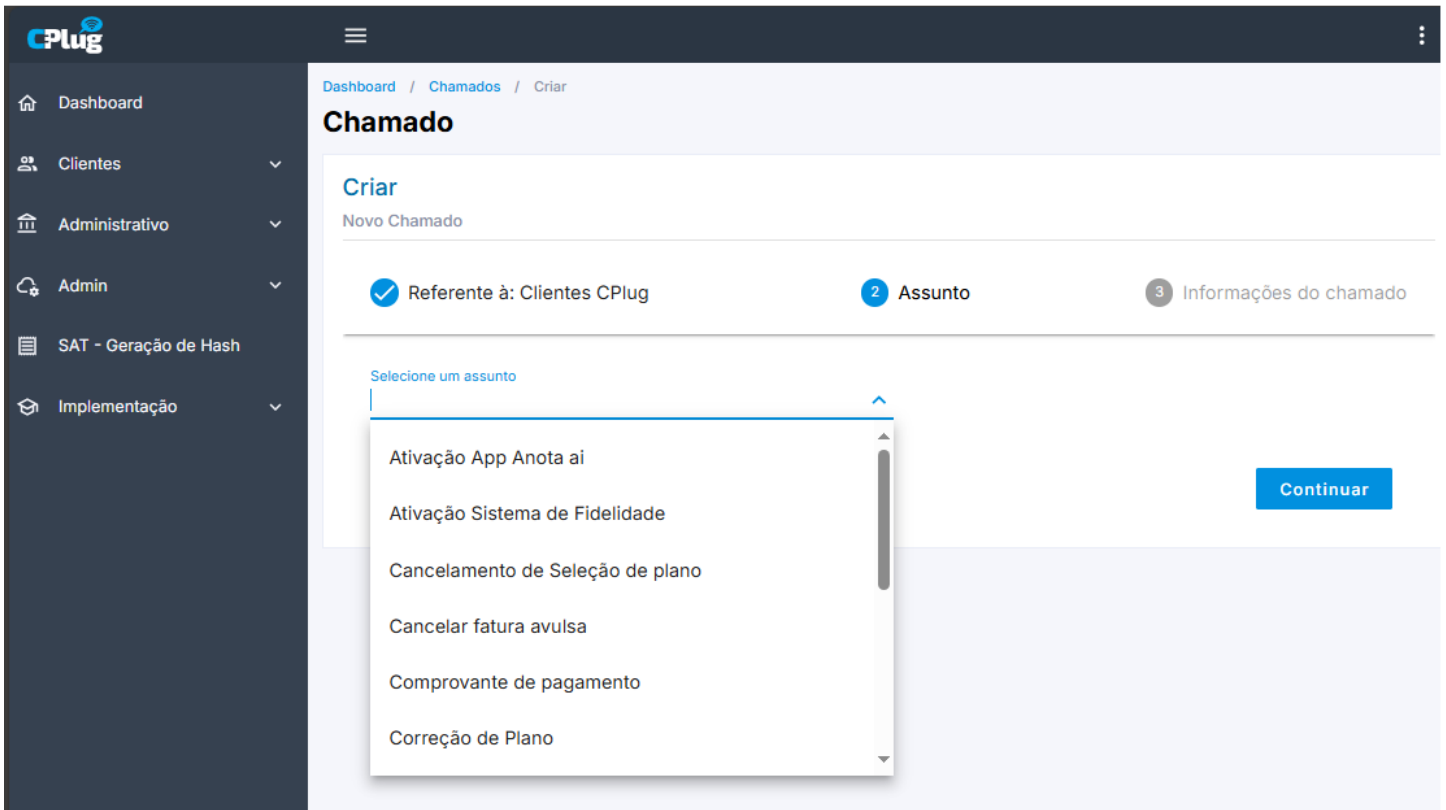 CPlug
Dashboard
Clientes
Administrativo
Admin
SAT - Geração de Hash
Implementação
Dashboard / Chamados / Criar
Chamado
Criar
Novo Chamado
Referente à: Clientes CPlug
2 Assunto
3 Informações do chamado
Selecione um assunto
Ativação App Anota ai
Ativação Sistema de Fidelidade
Cancelamento de Seleção de plano
Cancelar fatura avulsa
Comprovante de pagamento
Correção de Plano
Continuar